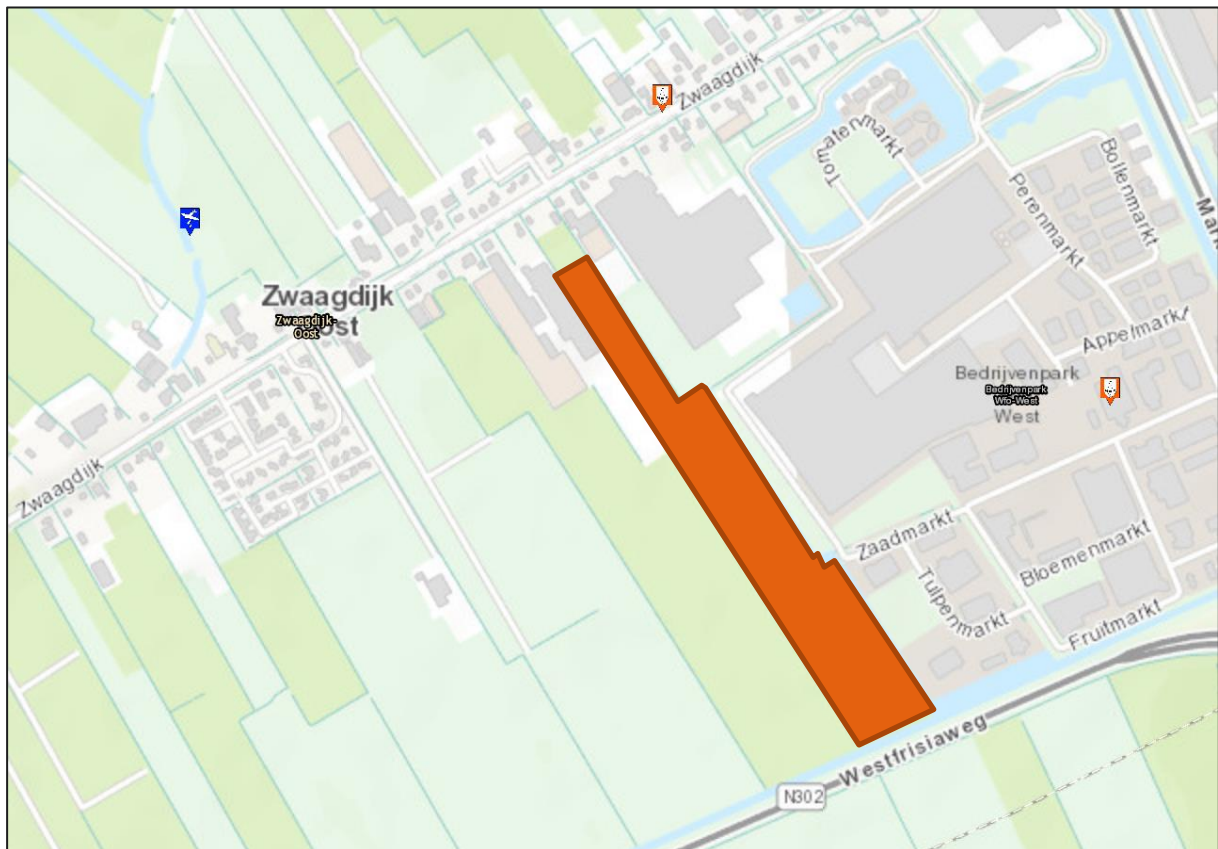 Zwaagdijk
Tomatenmarkt
Perenmarkt
Bollenmarkt
Mark
Zwaagdijk
Oost
Zwaagdijk-
Oost
Appelmarkt
Bedrijvenpark
Bedrijvenpark
Wfo-West
West
Zwaagdijk
Zaadmarkt
Bloemenmarkt
Tulpenmarkt
Fruitmarkt
Westfrisiaweg
N302